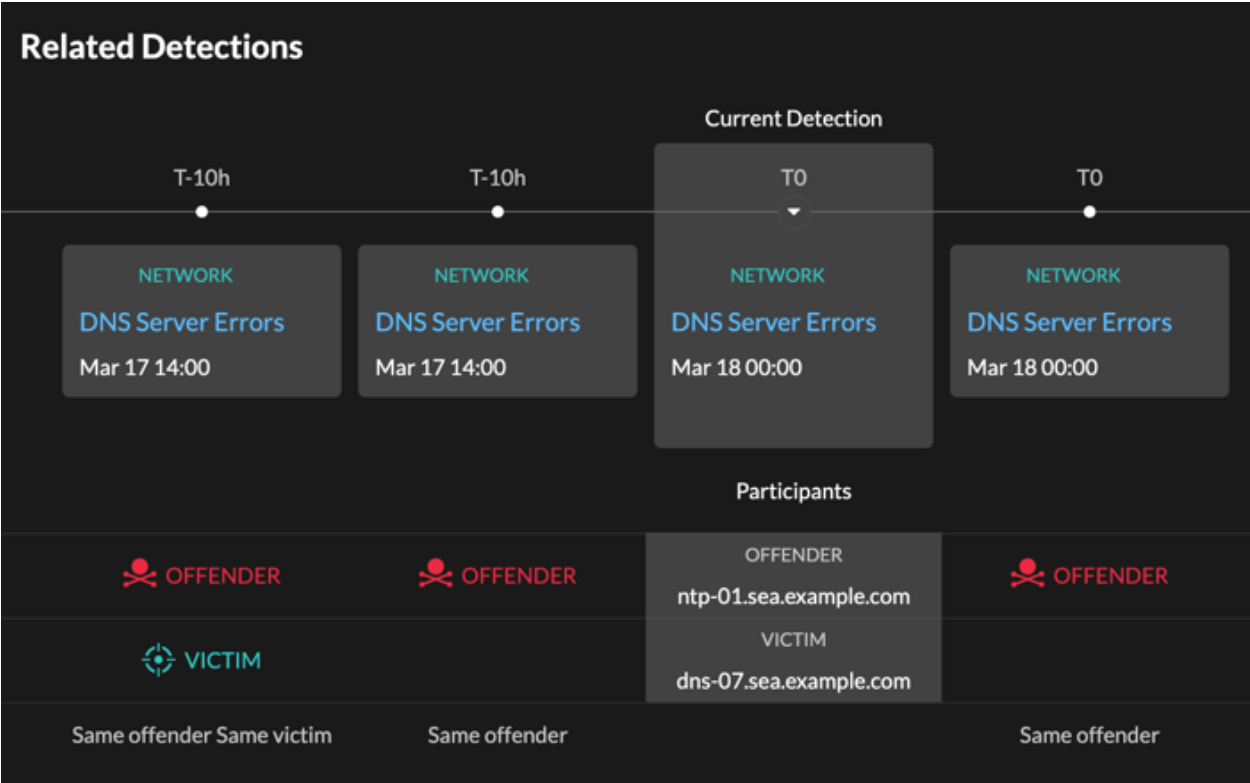 Related Detections
Current Detection
T-10h
T-10h
T0
T0
NETWORK
NETWORK
NETWORK
NETWORK
DNS Server Errors
DNS Server Errors
DNS Server Errors
DNS Server Errors
Mar 17 14:00
Mar 17 14:00
Mar 18 00:00
Mar 18 00:00
Participants
OFFENDER
OFFENDER
OFFENDER
ntp-01.sea.example.com
OFFENDER
VICTIM
VICTIM
dns-07.sea.example.com
Same offender Same victim
Same offender
Same offender